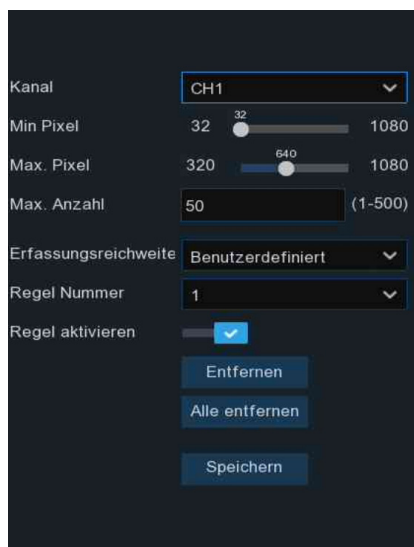 Kanal CH1
32
Min Pixel 32 1080
640
Max. Pixel 320 1080
Max. Anzahl 50 (1-500)
Erfassungsreichweite Benutzerdefiniert
Regel Nummer 1
Regel aktivieren
Entfernen
Alle entfernen
Speichern